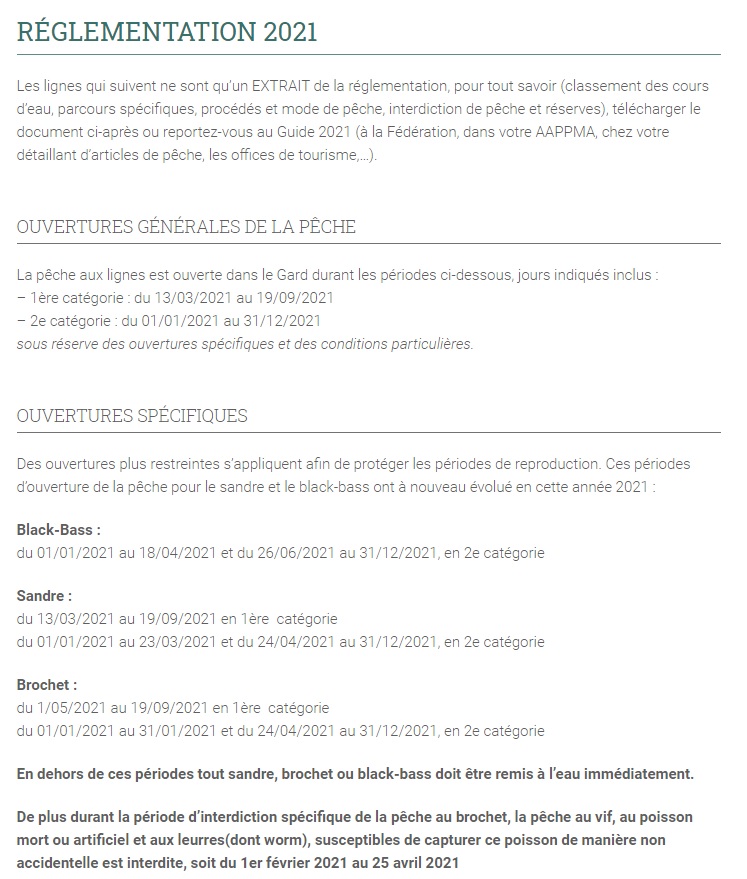 RÉGLEMENTATION 2021
Les lignes qui suivent ne sont qu’un EXTRAIT de la réglementation, pour tout savoir (classement des cours
d’eau, parcours spécifiques, procédés et mode de pêche, interdiction de pêche et réserves), télécharger le
document ci-après ou reportez-vous au Guide 2021 (à la Fédération, dans votre AAPPMA, chez votre
détaillant d’articles de pêche, les offices de tourisme,…).
OUVERTURES GÉNÉRALES DE LA PÊCHE
La pêche aux lignes est ouverte dans le Gard durant les périodes ci-dessous, jours indiqués inclus :
– 1ère catégorie : du 13/03/2021 au 19/09/2021
– 2e catégorie : du 01/01/2021 au 31/12/2021
sous réserve des ouvertures spécifiques et des conditions particulières.
OUVERTURES SPÉCIFIQUES
Des ouvertures plus restreintes s’appliquent afin de protéger les périodes de reproduction. Ces périodes
d’ouverture de la pêche pour le sandre et le black-bass ont à nouveau évolué en cette année 2021 :
Black-Bass :
du 01/01/2021 au 18/04/2021 et du 26/06/2021 au 31/12/2021, en 2e catégorie
Sandre :
du 13/03/2021 au 19/09/2021 en 1ère  catégorie
du 01/01/2021 au 23/03/2021 et du 24/04/2021 au 31/12/2021, en 2e catégorie
Brochet :
du 1/05/2021 au 19/09/2021 en 1ère  catégorie
du 01/01/2021 au 31/01/2021 et du 24/04/2021 au 31/12/2021, en 2e catégorie
En dehors de ces périodes tout sandre, brochet ou black-bass doit être remis à l’eau immédiatement.
De plus durant la période d’interdiction spécifique de la pêche au brochet, la pêche au vif, au poisson
mort ou artificiel et aux leurres(dont worm), susceptibles de capturer ce poisson de manière non
accidentelle est interdite, soit du 1er février 2021 au 25 avril 2021